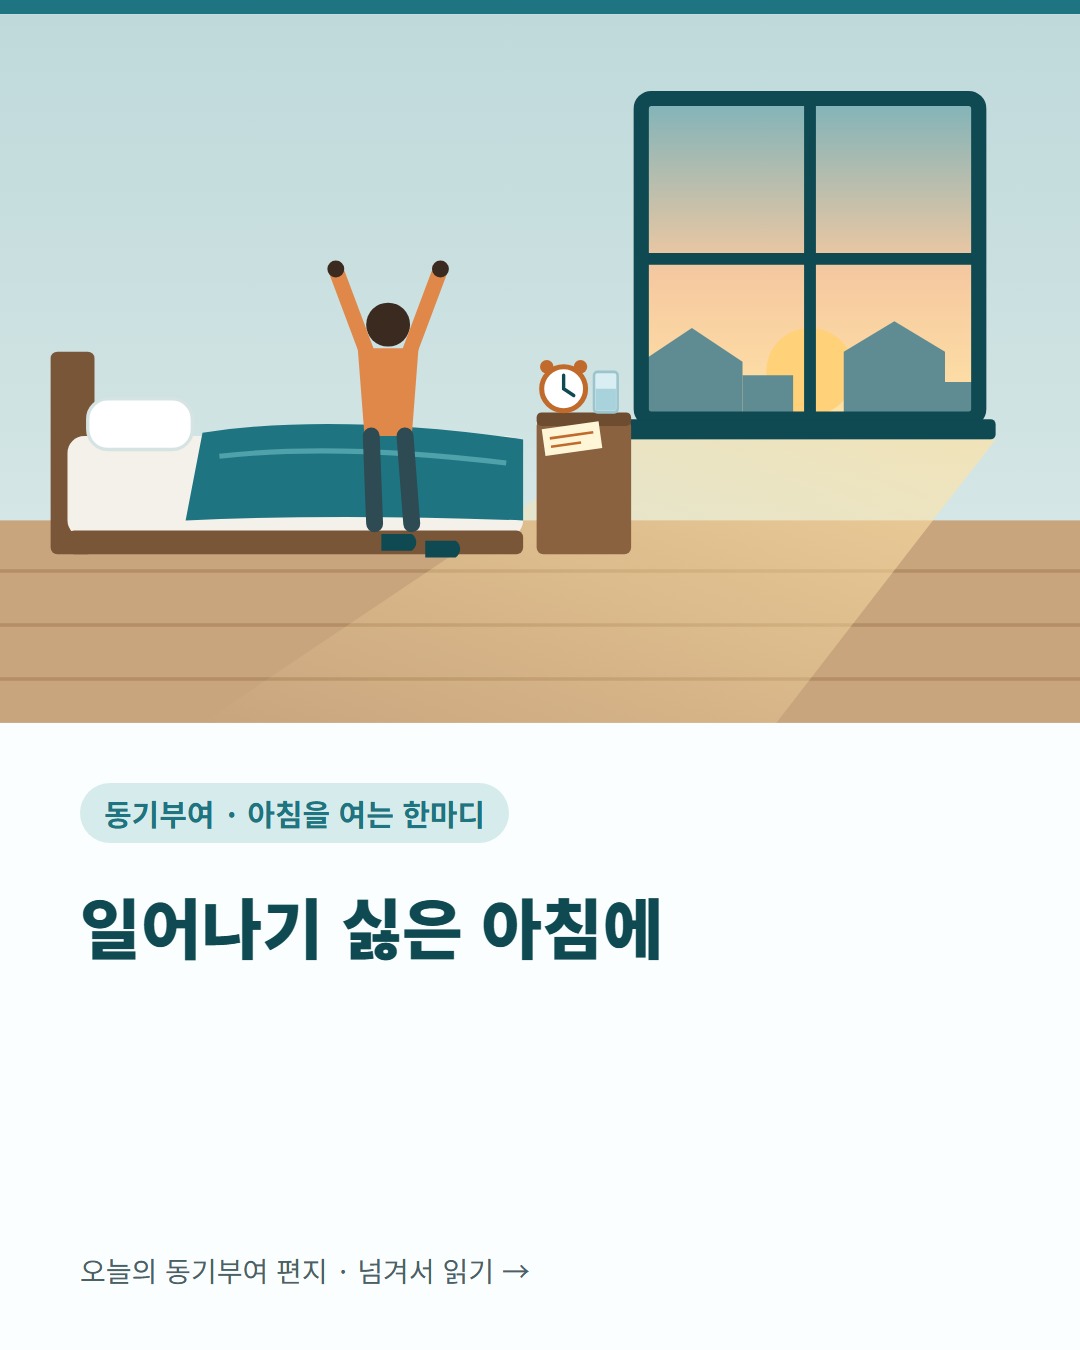 동기부여 · 아침을 여는 한마디
일어나기 싫은 아침에
오늘의 동기부여 편지 · 넘겨서 읽기 →